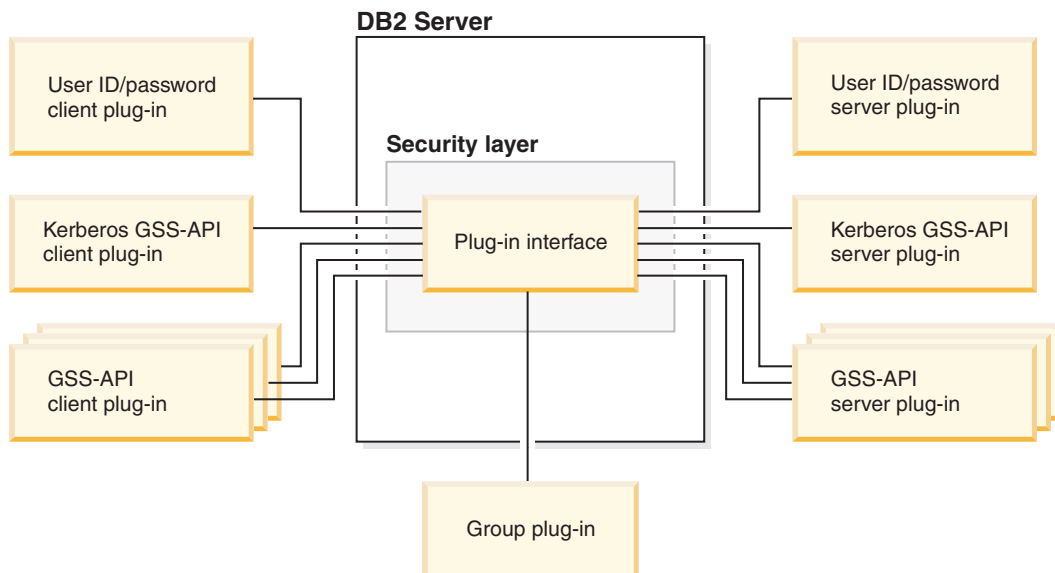 DB2 Server
User ID/password
client plug-in
User ID/password
server plug-in
Security layer
Kerberos GSS-API
client plug-in
Plug-in interface
Kerberos GSS-API
server plug-in
GSS-API
client plug-in
GSS-API
server plug-in
Group plug-in